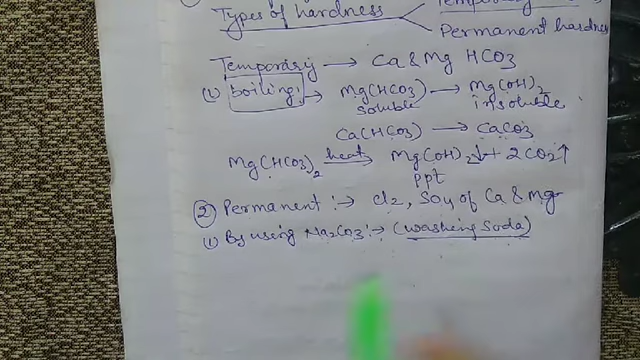 Types of hardness
Permanent hardness
Temporary → Ca & Mg HCO3
(1) boiling: → Mg(HCO3) → Mg(OH)2
soluble insoluble
Ca(HCO3) → CaCO3
Mg(HCO3)2 heat→ Mg(OH)2↓ + 2CO2↑
ppt
(2) Permanent :→ Cl2, SO4 of Ca & Mg
(1) By using Na2CO3 :→ (washing soda)